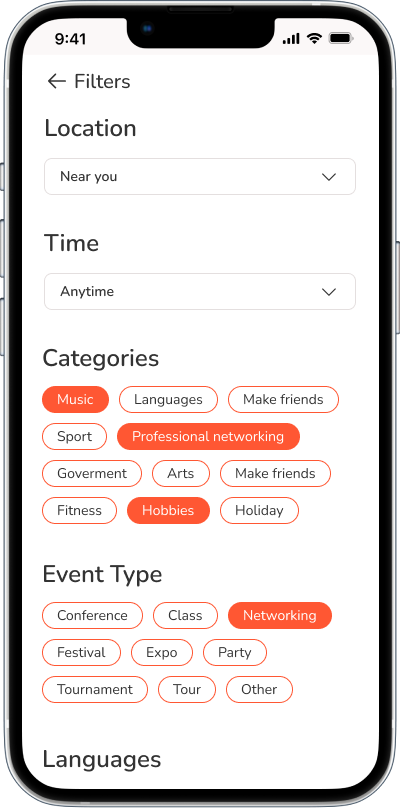 9:41
Filters
Location
Near you
Time
Anytime
Categories
Music Languages Make friends
Sport Professional networking
Goverment Arts Make friends
Fitness Hobbies Holiday
Event Type
Conference Class Networking
Festival Expo Party
Tournament Tour Other
Languages